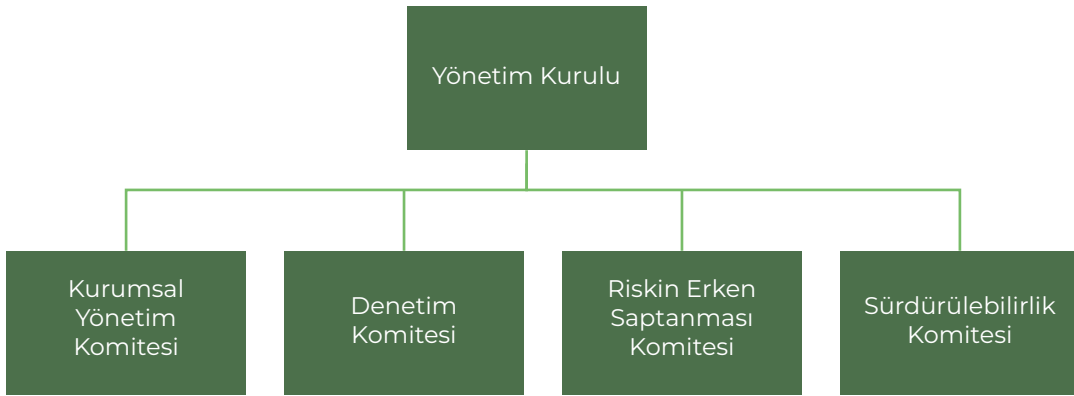 Yönetim Kurulu
Kurumsal
Yönetim
Komitesi
Denetim
Komitesi
Riskin Erken
Saptanması
Komitesi
Sürdürülebilirlik
Komitesi